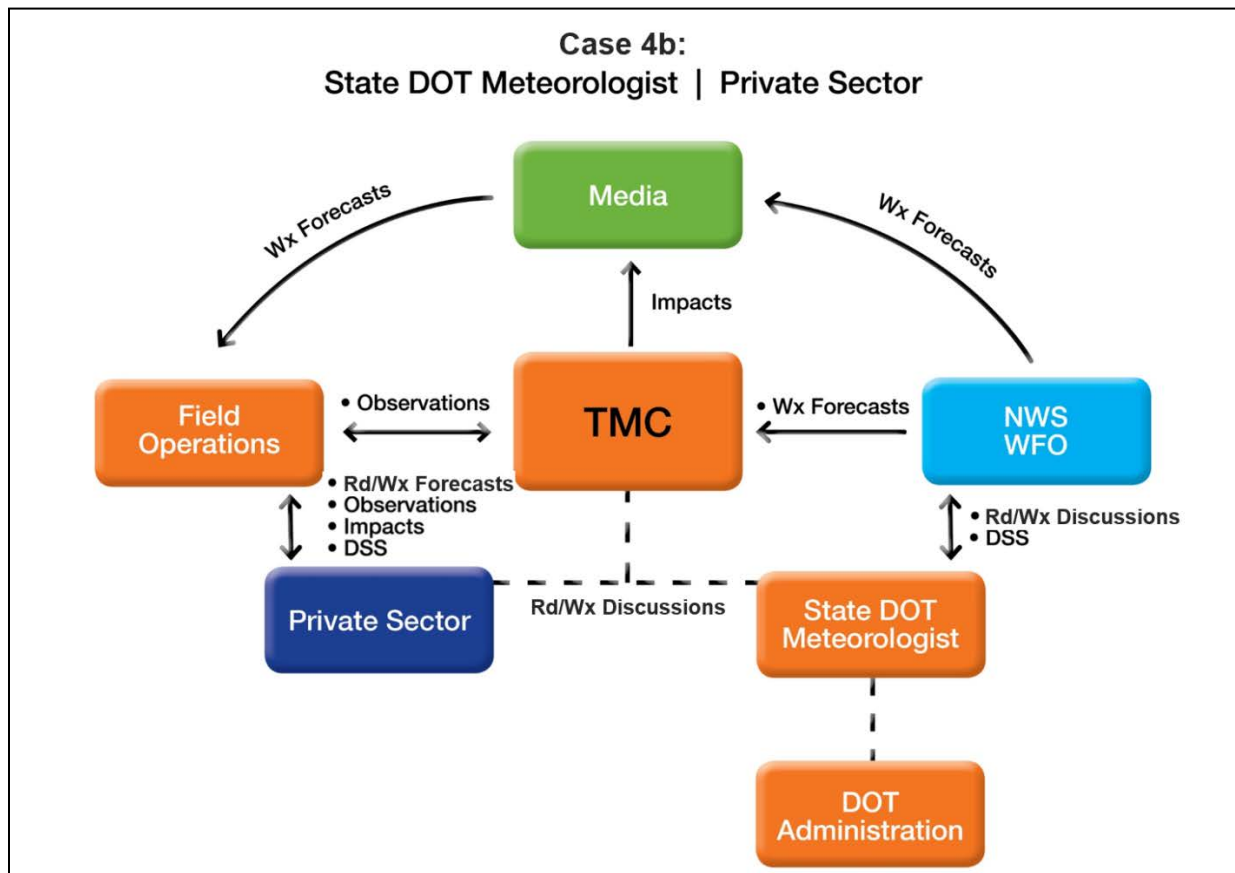 Case 4b:
State DOT Meteorologist | Private Sector
Media
Wx Forecasts
Wx Forecasts
Impacts
Field
Operations
• Observations
TMC
• Wx Forecasts
NWS
WFO
• Rd/Wx Forecasts
• Observations
• Impacts
• DSS
• Rd/Wx Discussions
• DSS
Private Sector
Rd/Wx Discussions
State DOT
Meteorologist
DOT
Administration